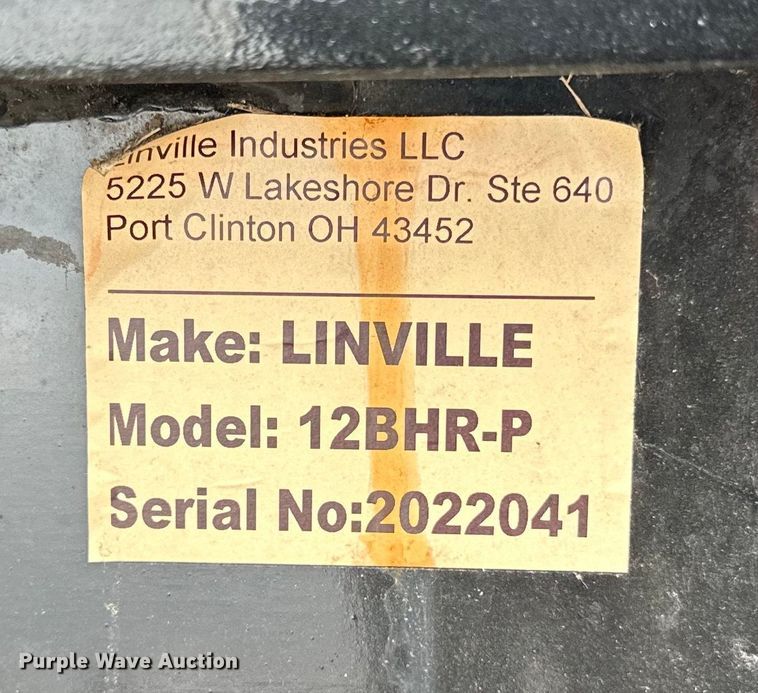 Linville Industries LLC
5225 W Lakeshore Dr. Ste 640
Port Clinton OH 43452
Make: LINVILLE
Model: 12BHR-P
Serial No:2022041
Purple Wave Auction